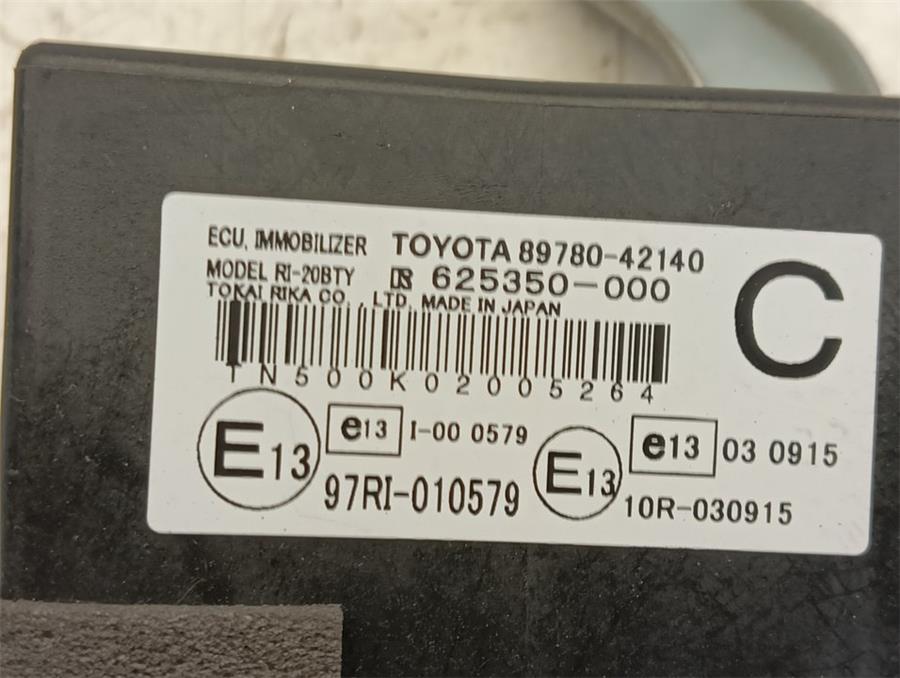 ECU, IMMOBILIZER TOYOTA 89780-42140
MODEL RI-20BTY 625350-000
TOKAI RIKA CO., LTD. MADE IN JAPAN
C
TN500K02005264
E13 e13 I-00 0579
97RI-010579
E13 e13 03 0915
10R-030915